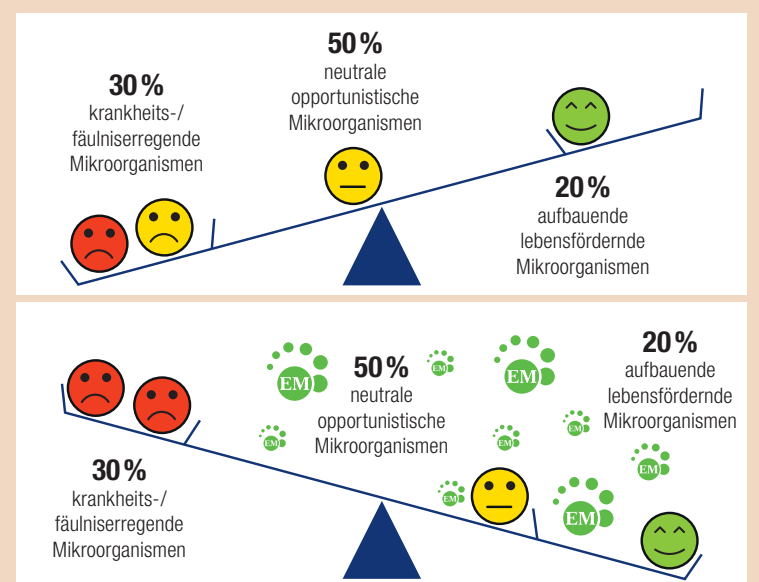 50 %
neutrale
opportunistische
Mikroorganismen
30 %
krankheits-/
fäulniserregende
Mikroorganismen
20 %
aufbauende
lebensfördernde
Mikroorganismen
20 %
aufbauende
lebensfördernde
Mikroorganismen
50 %
neutrale
opportunistische
Mikroorganismen
EM
EM
EM
EM
EM
EM
EM
EM
EM
30 %
krankheits-/
fäulniserregende
Mikroorganismen